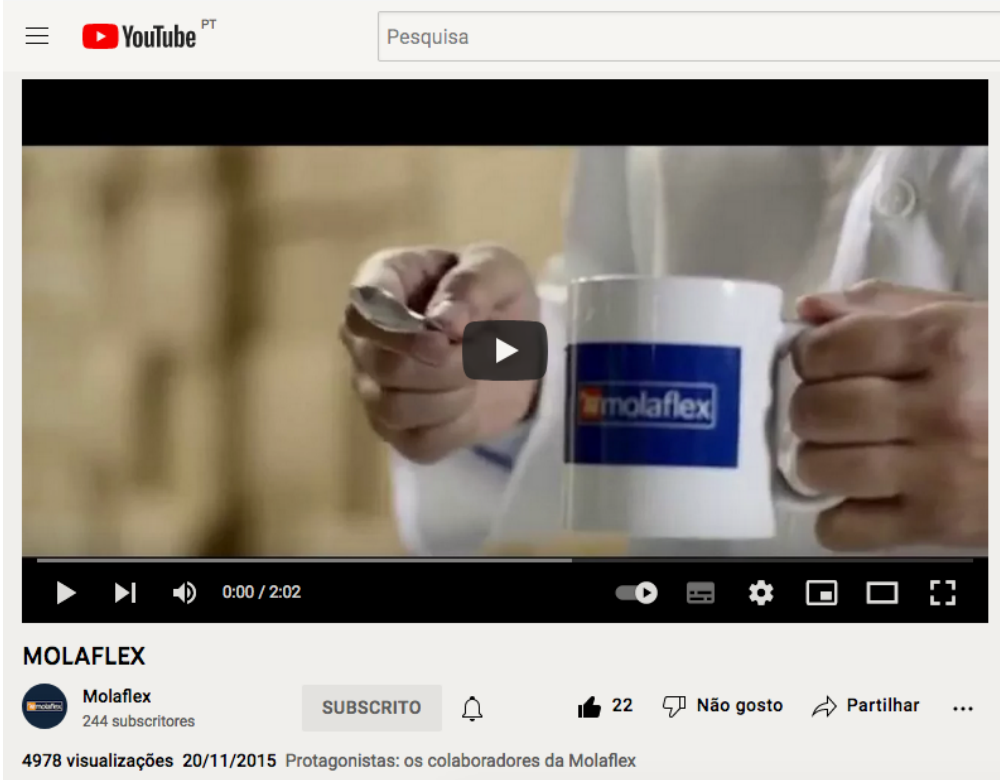 YouTube PT
Pesquisa
molaflex
0:00 / 2:02
MOLAFLEX
molaflex
Molaflex
244 subscritores
SUBSCRITO
22
Não gosto
Partilhar
4978 visualizações 20/11/2015 Protagonistas: os colaboradores da Molaflex